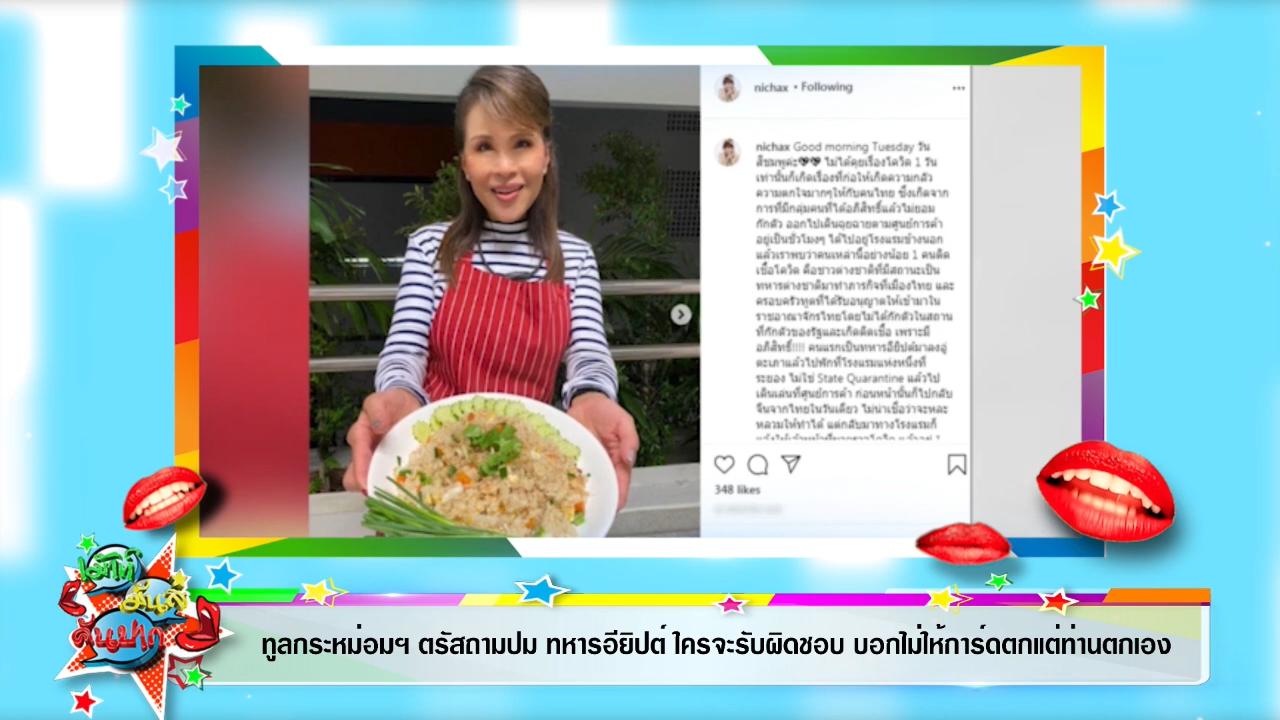 nichax • Following
nichax Good morning Tuesday วัน
สีชมพูค่ะ💖💖 ไม่ได้คุยเรื่องโควิด 1 วัน
เท่านั้นก็เกิดเรื่องที่ก่อให้เกิดความกลัว
ความตกใจมากๆให้กับคนไทย ซึ่งเกิดจาก
การที่มีกลุ่มคนที่ได้อภิสิทธิ์แล้วไม่ยอม
กักตัว ออกไปเดินฉุยฉายตามศูนย์การค้า
อยู่เป็นชั่วโมงๆ ได้ไปอยู่โรงแรมข้างนอก
แล้วเราพบว่าคนเหล่านี้อย่างน้อย 1 คนติด
เชื้อโควิด คือชาวต่างชาติที่มีสถานะเป็น
ทหารต่างชาติมาทำภารกิจที่เมืองไทย และ
ครอบครัวทูตที่ได้รับอนุญาตให้เข้ามาใน
ราชอาณาจักรไทยโดยไม่ได้กักตัวในสถาน
ที่กักตัวของรัฐและเกิดติดเชื้อ เพราะมี
อภิสิทธิ์!!!! คนแรกเป็นทหารอียิปต์มาลงอู่
ตะเภาแล้วไปพักที่โรงแรมแห่งหนึ่งที่
ระยอง ไม่ใช่ State Quarantine แล้วไป
เดินเล่นที่ศูนย์การค้า ก่อนหน้านั้นก็ไปกลับ
จีนจากไทยในวันเดียว ไม่น่าเชื่อว่าจะหละ
หลวมให้ทำได้ แต่กลับมาทางโรงแรมก็
348 likes
เม้าท์
มันส์
สนั่นปาก
ทูลกระหม่อมฯ ตรัสถามปม ทหารอียิปต์ ใครจะรับผิดชอบ บอกไม่ให้การ์ดตกแต่ท่านตกเอง